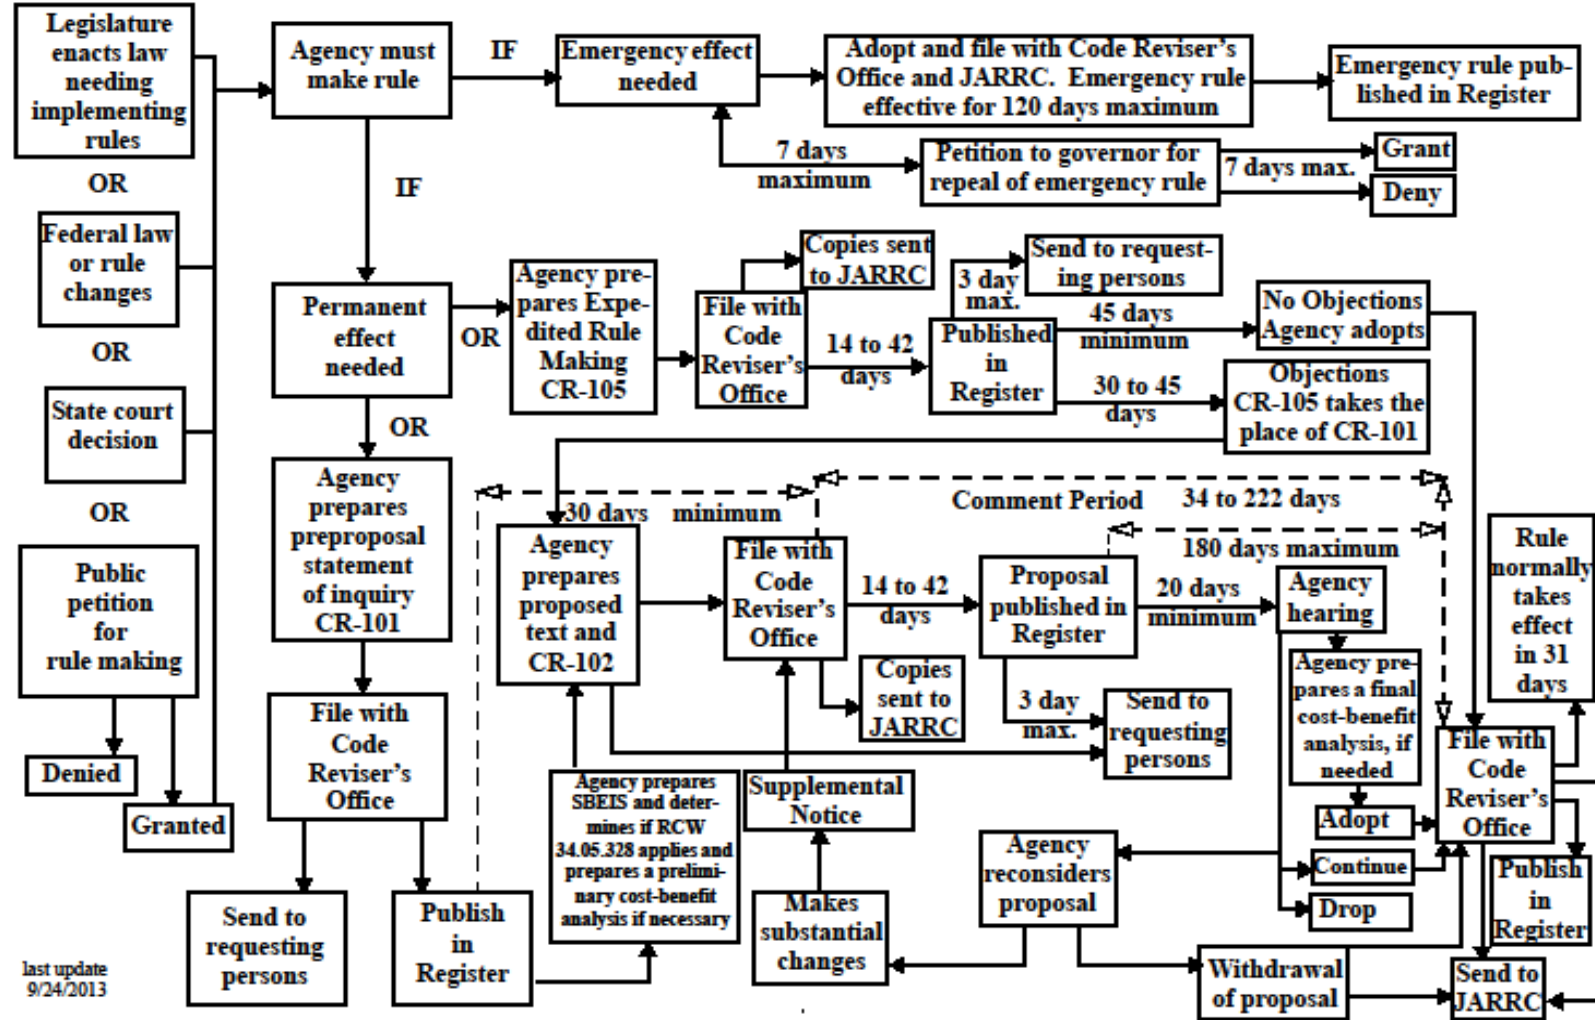 Legislature
enacts law
needing
implementing
rules
OR
Federal law
or rule
changes
OR
State court
decision
OR
Public
petition
for
rule making
Denied
Granted
Agency must
make rule
IF
Emergency effect
needed
Adopt and file with Code Reviser's
Office and JARRC. Emergency rule
effective for 120 days maximum
Emergency rule pub-
lished in Register
7 days
maximum
Petition to governor for
repeal of emergency rule
7 days max.
Grant
Deny
IF
Permanent
effect
needed
OR
Agency pre-
pares Expe-
dited Rule
Making
CR-105
File with
Code
Reviser's
Office
Copies sent
to JARRC
14 to 42
days
Published
in
Register
3 day
max.
Send to request-
ing persons
45 days
minimum
No Objections
Agency adopts
30 to 45
days
Objections
CR-105 takes the
place of CR-101
OR
Agency
prepares
preproposal
statement
of inquiry
CR-101
File with
Code
Reviser's
Office
Send to
requesting
persons
Publish
in
Register
30 days minimum
Comment Period 34 to 222 days
180 days maximum
Agency
prepares
proposed
text and
CR-102
File with
Code
Reviser's
Office
14 to 42
days
Proposal
published in
Register
20 days
minimum
Agency
hearing
Copies
sent to
JARRC
3 day
max.
Send to
requesting
persons
Agency prepares
SBEIS and deter-
mines if RCW
34.05.328 applies and
prepares a prelimi-
nary cost-benefit
analysis if necessary
Supplemental
Notice
Makes
substantial
changes
Agency
reconsiders
proposal
Withdrawal
of proposal
Agency pre-
pares a final
cost-benefit
analysis, if
needed
Adopt
Continue
Drop
File with
Code
Reviser's
Office
Rule
normally
takes
effect
in 31
days
Publish
in
Register
Send to
JARRC
last update
9/24/2013